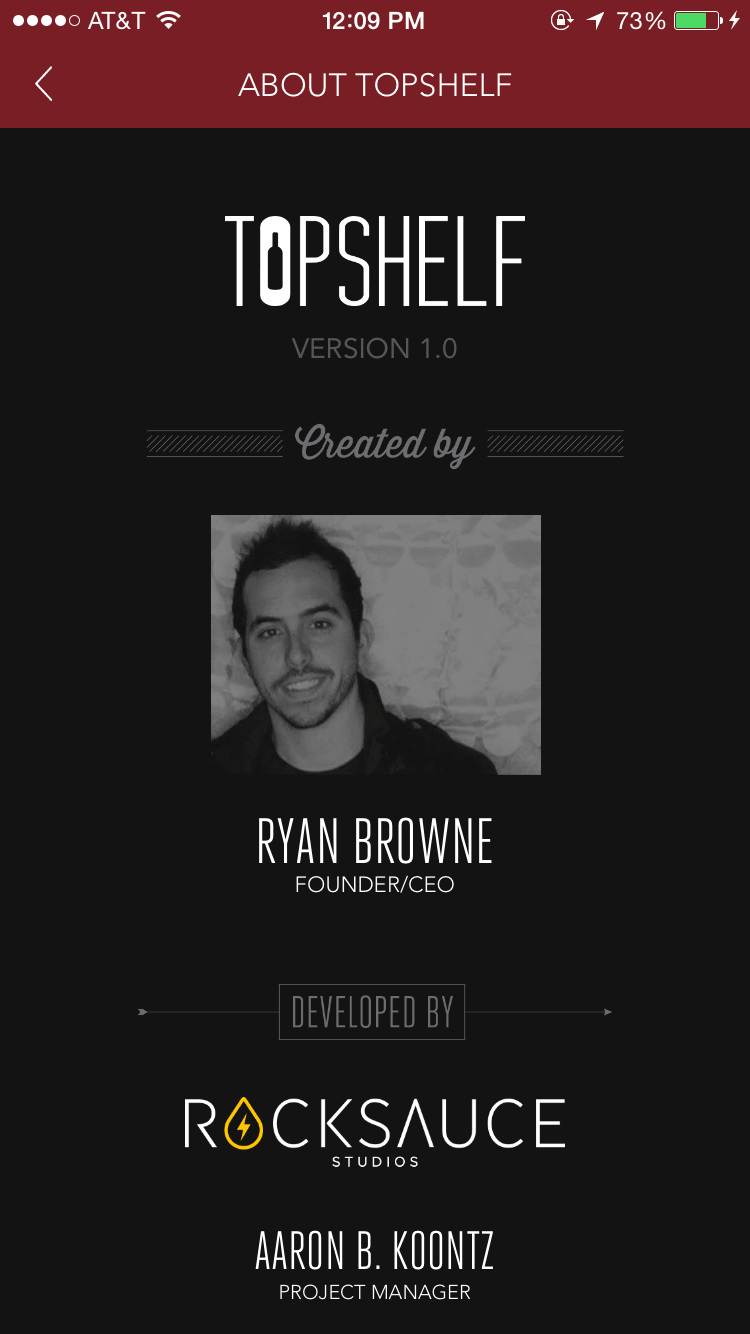 AT&T 12:09 PM 73%
ABOUT TOPSHELF
TOPSHELF
VERSION 1.0
Created by
RYAN BROWNE
FOUNDER/CEO
DEVELOPED BY
ROCKSAUCE
STUDIOS
AARON B. KOONTZ
PROJECT MANAGER